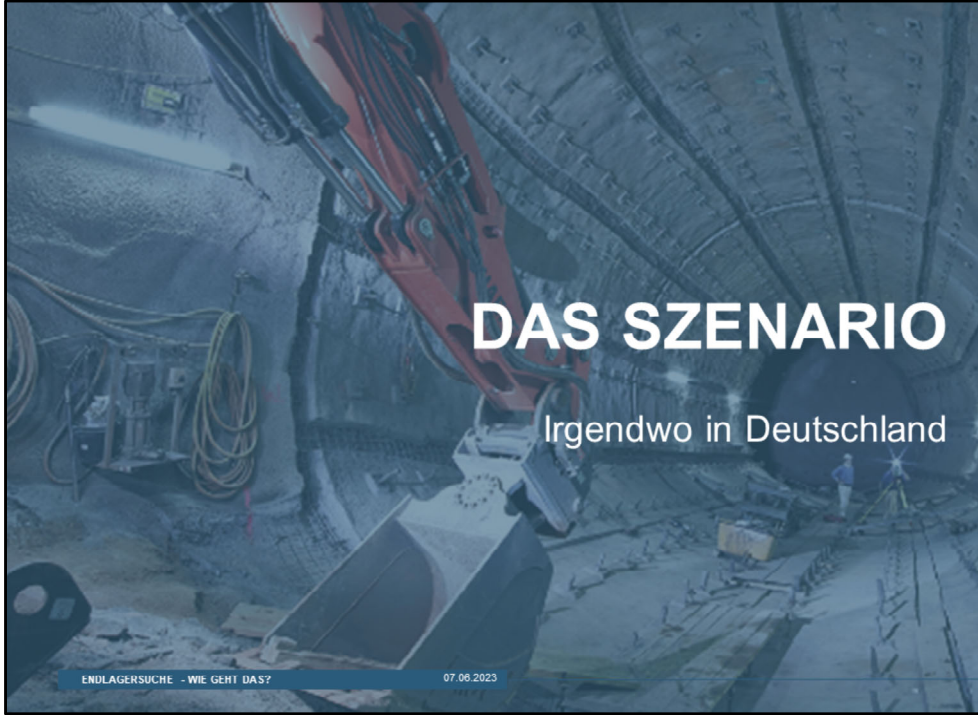 DAS SZENARIO
Irgendwo in Deutschland
ENDLAGERSUCHE - WIE GEHT DAS?
07.06.2023